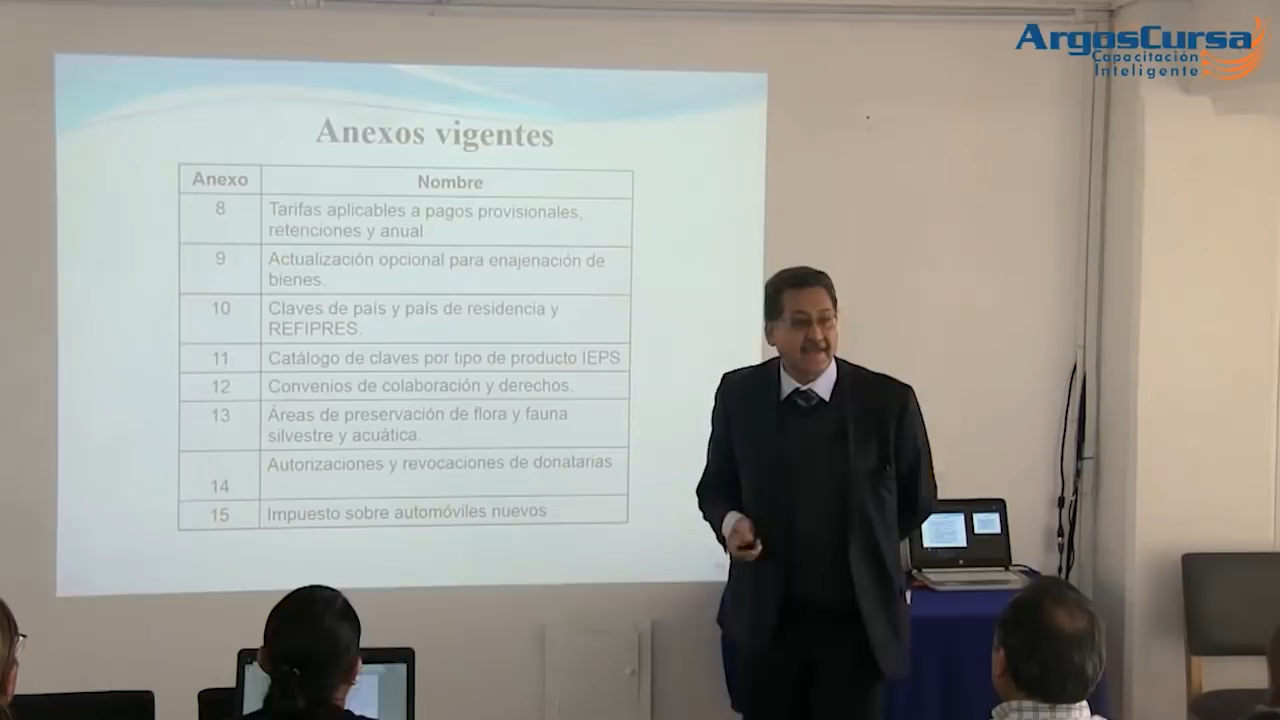 ArgosCursa
Capacitación
Inteligente
Anexos vigentes
Anexo Nombre
8 Tarifas aplicables a pagos provisionales,
retenciones y anual
9 Actualización opcional para enajenación de
bienes.
10 Claves de país y país de residencia y
REFIPRES.
11 Catálogo de claves por tipo de producto IEPS
12 Convenios de colaboración y derechos.
13 Áreas de preservación de flora y fauna
silvestre y acuática.
14 Autorizaciones y revocaciones de donatarias
15 Impuesto sobre automóviles nuevos